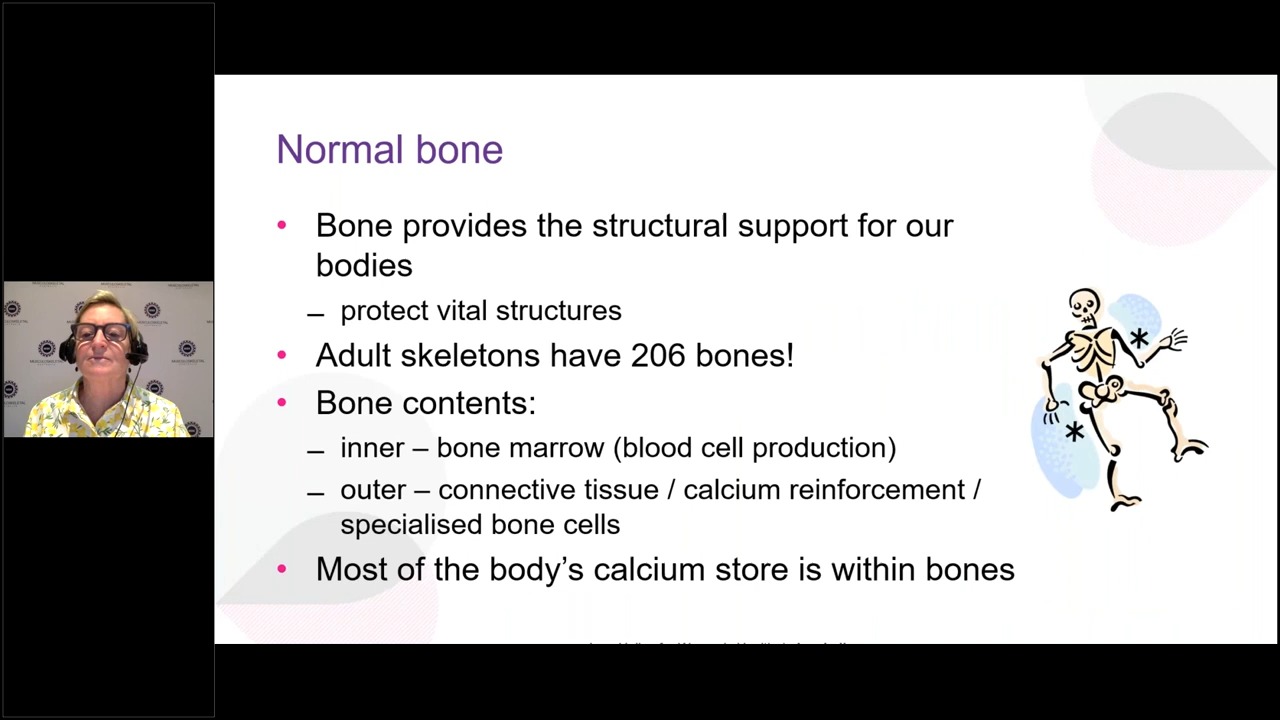 Normal bone
• Bone provides the structural support for our
bodies
– protect vital structures
• Adult skeletons have 206 bones!
• Bone contents:
– inner – bone marrow (blood cell production)
– outer – connective tissue / calcium reinforcement /
specialised bone cells
• Most of the body’s calcium store is within bones